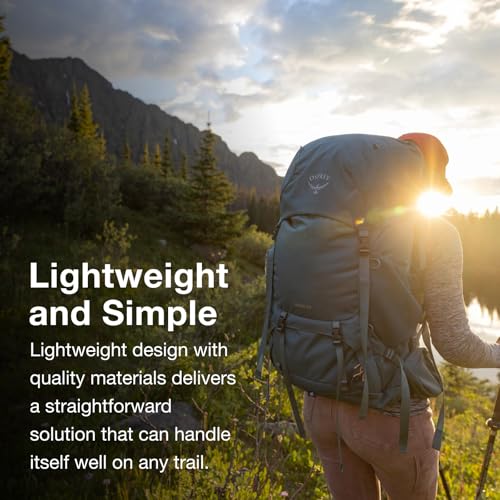 OSPREY
Lightweight
and Simple
Lightweight design with
quality materials delivers
a straightforward
solution that can handle
itself well on any trail.